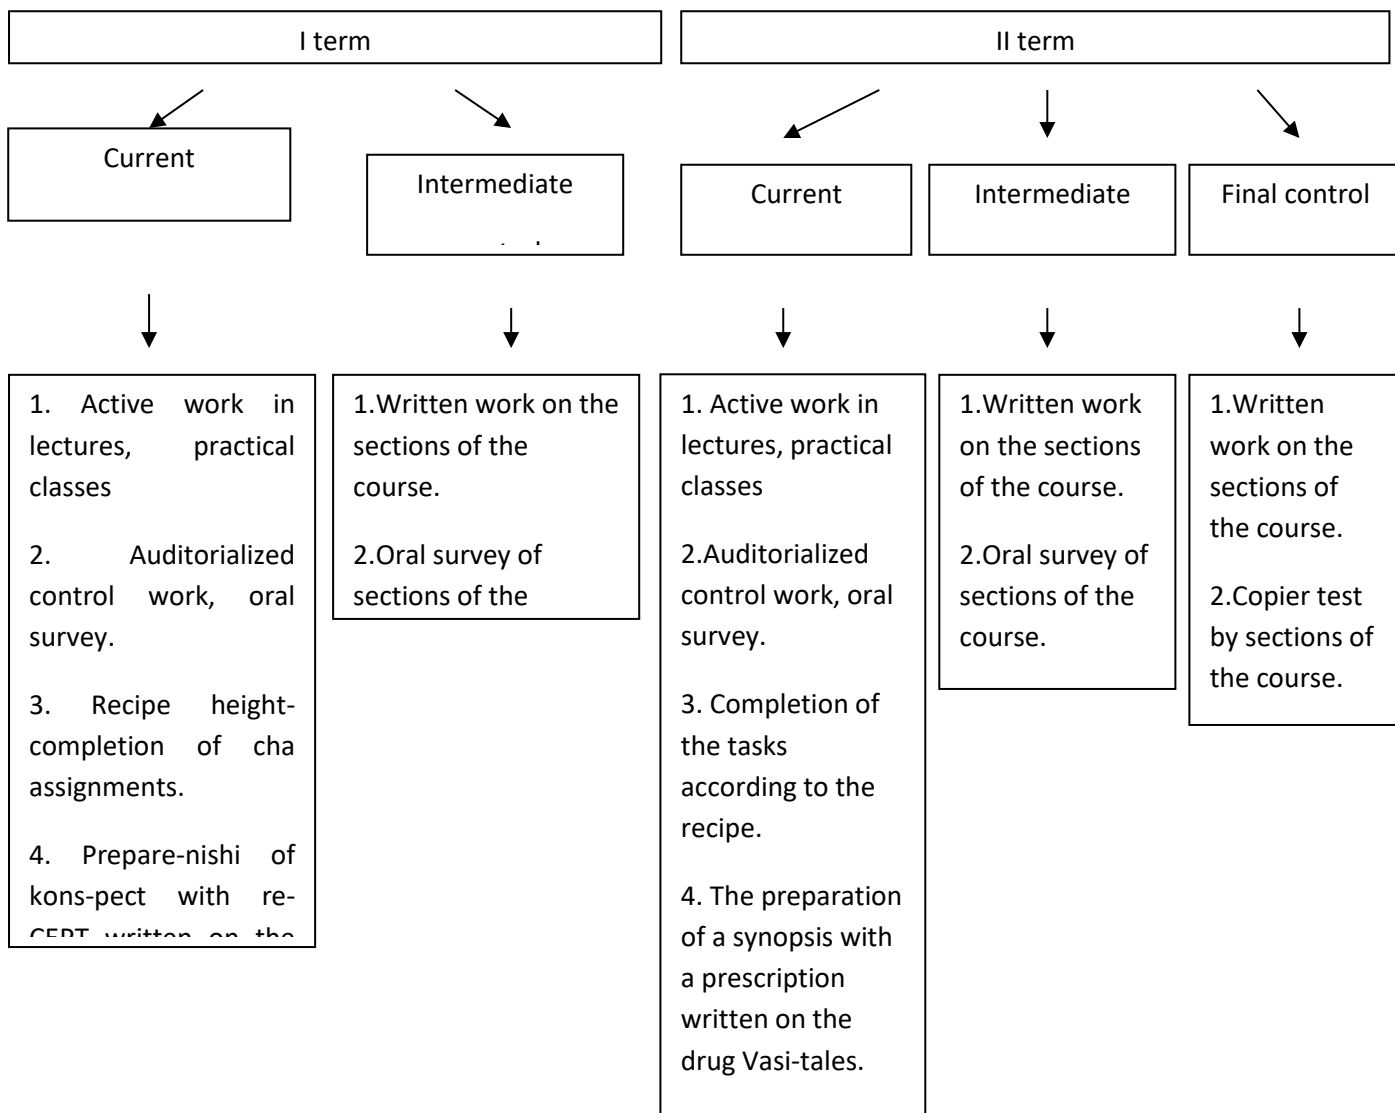 I term
II term
Current
Intermediate
Current
Intermediate
Final control
1. Active work in
lectures, practical
classes
2. Auditorialized
control work, oral
survey.
3. Recipe height-
completion of cha
assignments.
4. Prepare-nishi of
kons-pect with re-
CEPT written on the
1.Written work on the
sections of the
course.
2.Oral survey of
sections of the
1. Active work in
lectures, practical
classes
2.Auditorialized
control work, oral
survey.
3. Completion of
the tasks
according to the
recipe.
4. The preparation
of a synopsis with
a prescription
written on the
drug Vasi-tales.
1.Written work
on the sections
of the course.
2.Oral survey of
sections of the
course.
1.Written
work on the
sections of
the course.
2.Copier test
by sections of
the course.